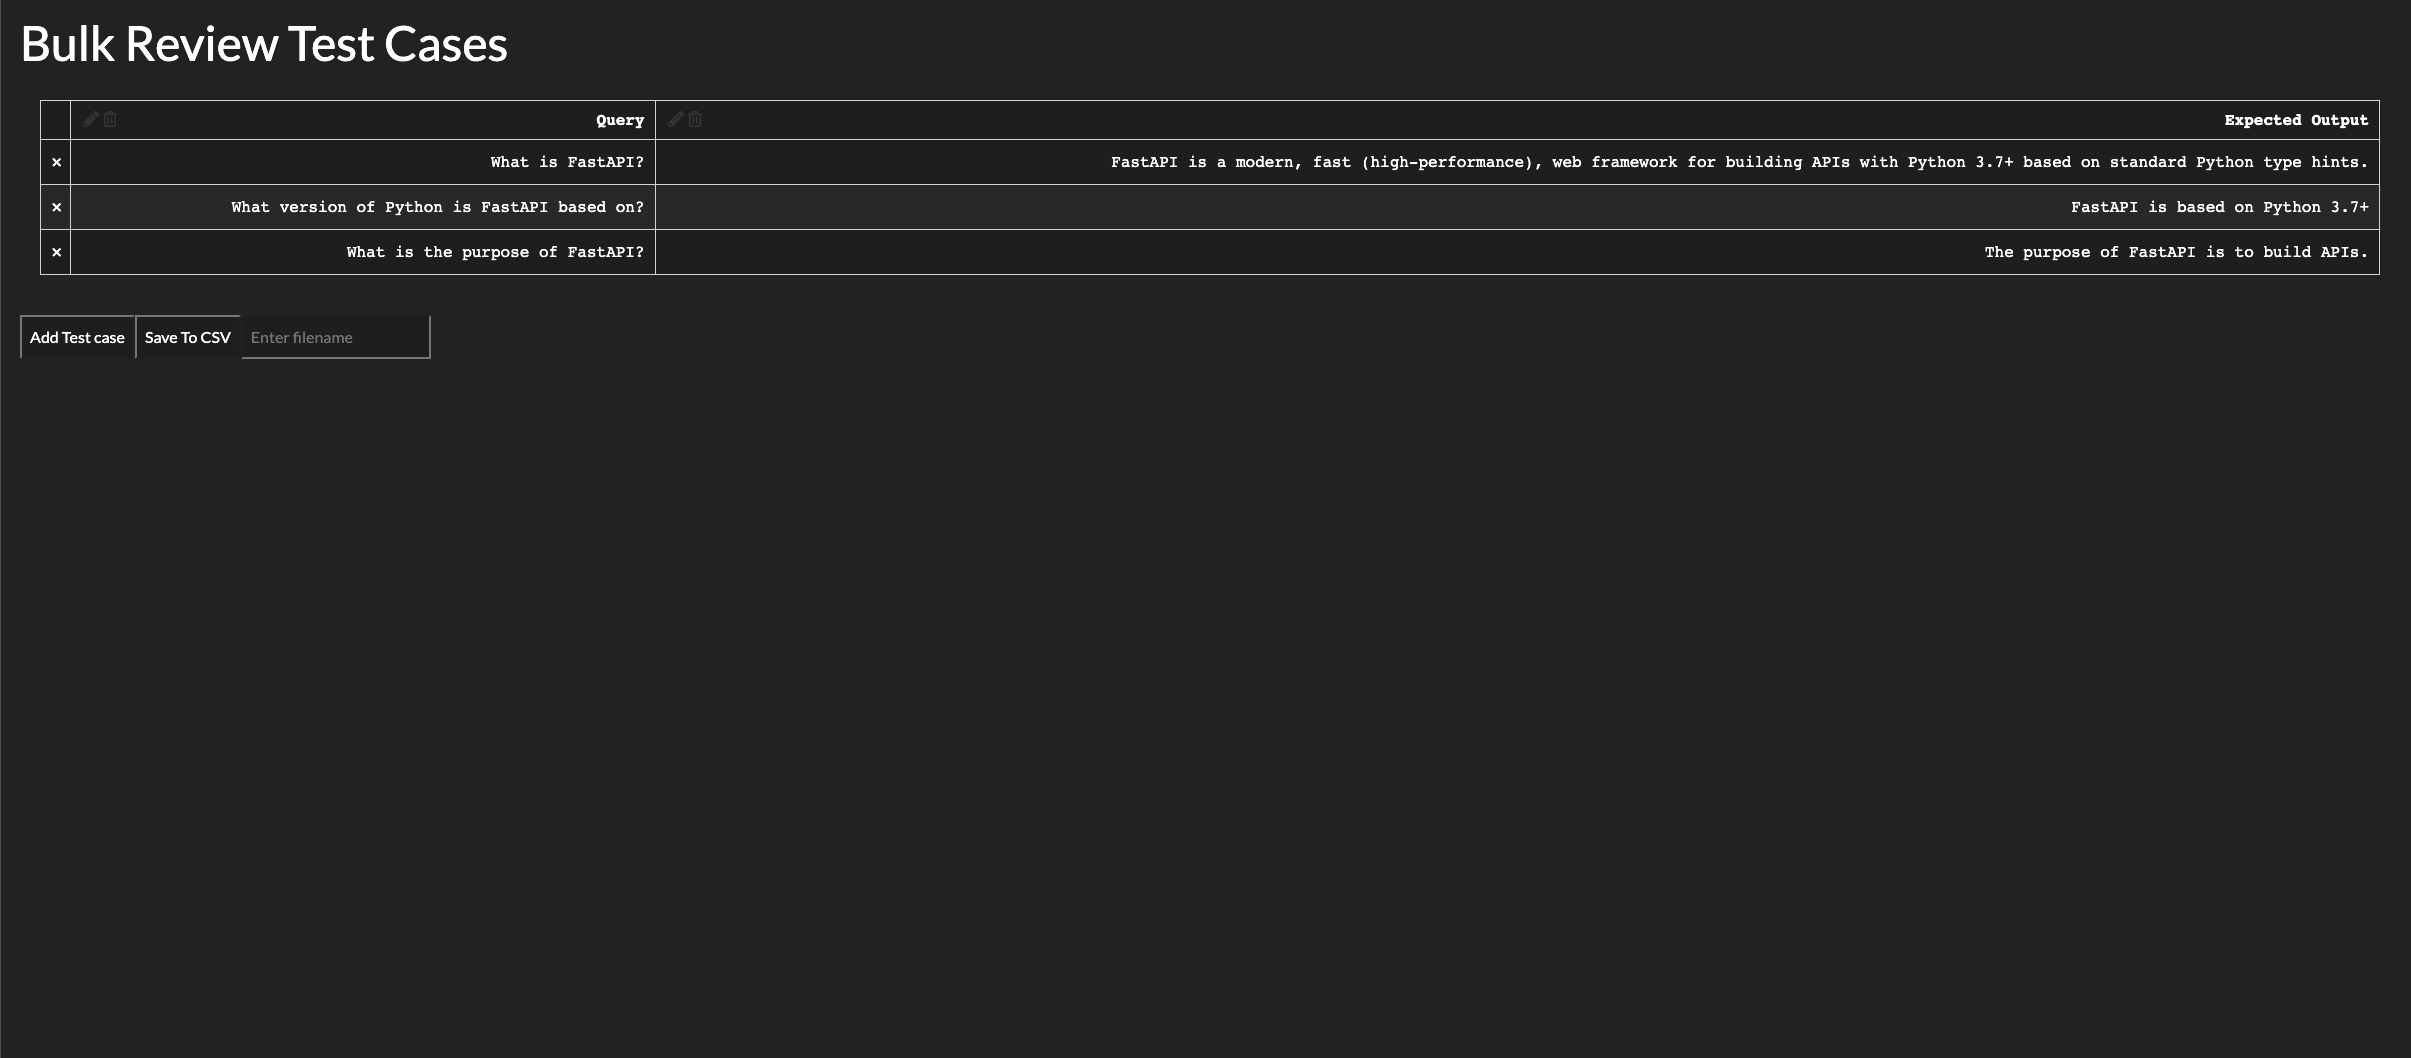 Bulk Review Test Cases
Query Expected Output
× What is FastAPI? FastAPI is a modern, fast (high-performance), web framework for building APIs with Python 3.7+ based on standard Python type hints.
× What version of Python is FastAPI based on? FastAPI is based on Python 3.7+
× What is the purpose of FastAPI? The purpose of FastAPI is to build APIs.
Add Test case Save To CSV Enter filename